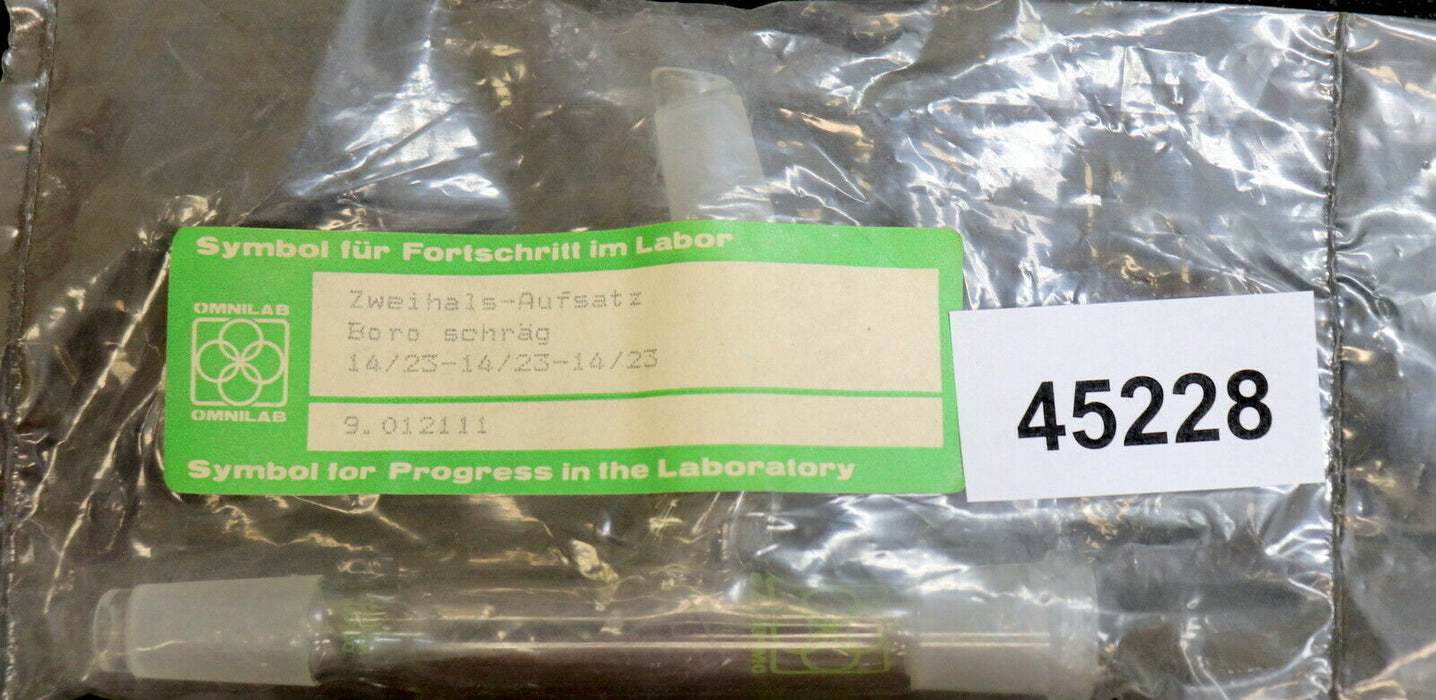 Symbol für Fortschritt im Labor
OMNILAB
OMNILAB
Zweihals-Aufsatz
Boro schräg
14/23-14/23-14/23
9.012111
Symbol for Progress in the Laboratory
45228